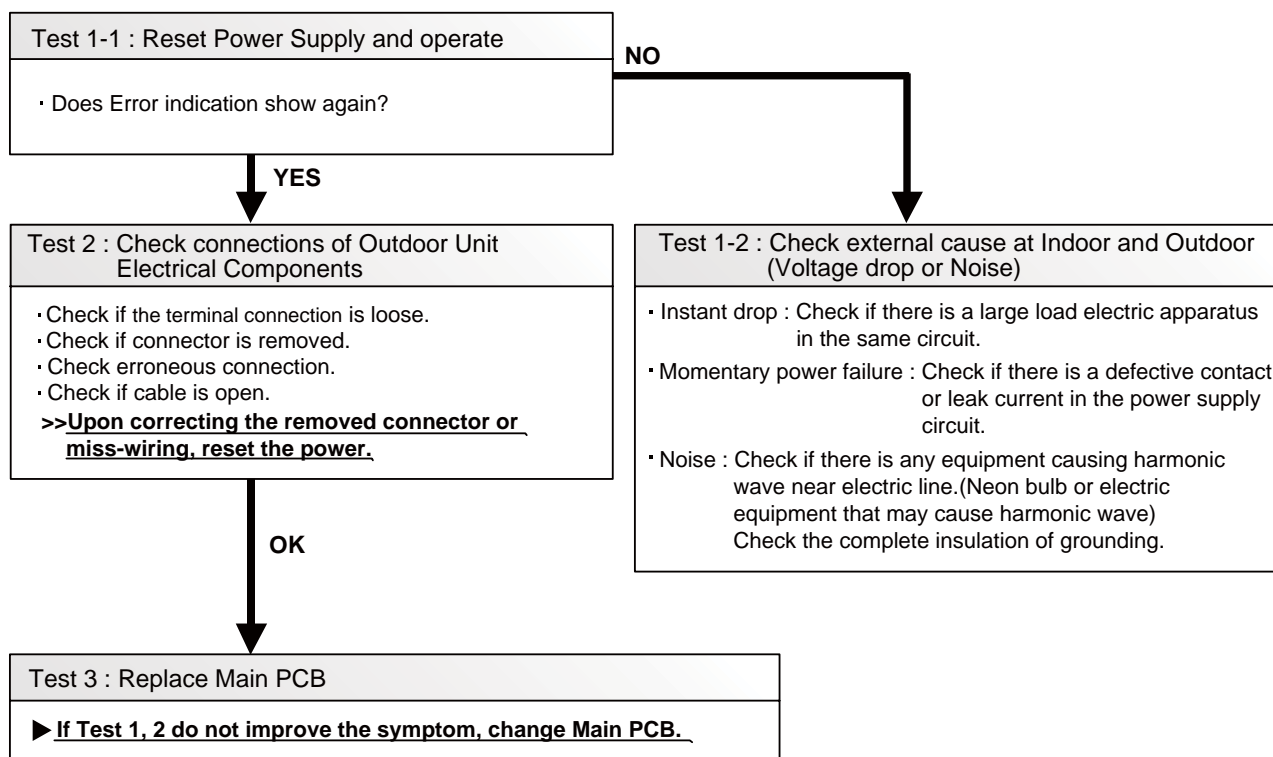 Test 1-1 : Reset Power Supply and operate
· Does Error indication show again?
NO
YES
Test 2 : Check connections of Outdoor Unit
Electrical Components
· Check if the terminal connection is loose.
· Check if connector is removed.
· Check erroneous connection.
· Check if cable is open.
>>Upon correcting the removed connector or
miss-wiring, reset the power.
Test 1-2 : Check external cause at Indoor and Outdoor
(Voltage drop or Noise)
· Instant drop : Check if there is a large load electric apparatus
in the same circuit.
· Momentary power failure : Check if there is a defective contact
or leak current in the power supply
circuit.
· Noise : Check if there is any equipment causing harmonic
wave near electric line.(Neon bulb or electric
equipment that may cause harmonic wave)
Check the complete insulation of grounding.
OK
Test 3 : Replace Main PCB
▶ If Test 1, 2 do not improve the symptom, change Main PCB.